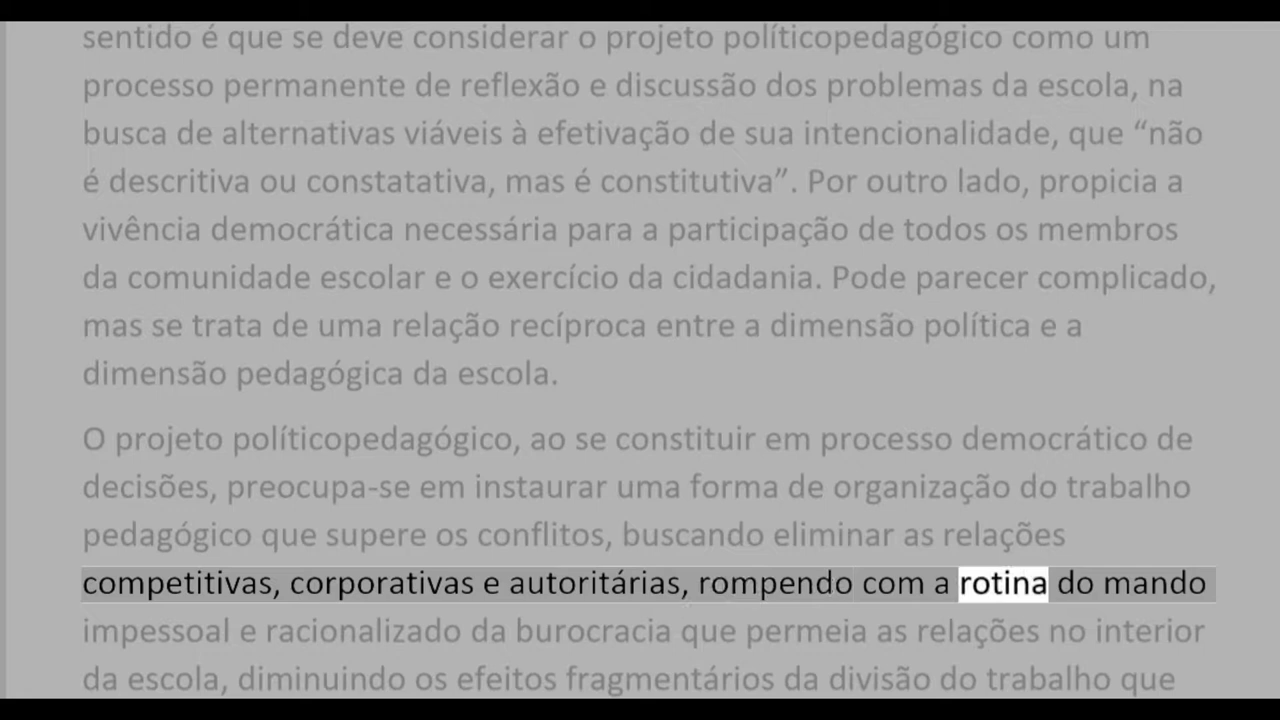 sentido é que se deve considerar o projeto políticopedagógico como um
processo permanente de reflexão e discussão dos problemas da escola, na
busca de alternativas viáveis à efetivação de sua intencionalidade, que “não
é descritiva ou constatativa, mas é constitutiva”. Por outro lado, propicia a
vivência democrática necessária para a participação de todos os membros
da comunidade escolar e o exercício da cidadania. Pode parecer complicado,
mas se trata de uma relação recíproca entre a dimensão política e a
dimensão pedagógica da escola.
O projeto políticopedagógico, ao se constituir em processo democrático de
decisões, preocupa-se em instaurar uma forma de organização do trabalho
pedagógico que supere os conflitos, buscando eliminar as relações
competitivas, corporativas e autoritárias, rompendo com a rotina do mando
impessoal e racionalizado da burocracia que permeia as relações no interior
da escola, diminuindo os efeitos fragmentários da divisão do trabalho que